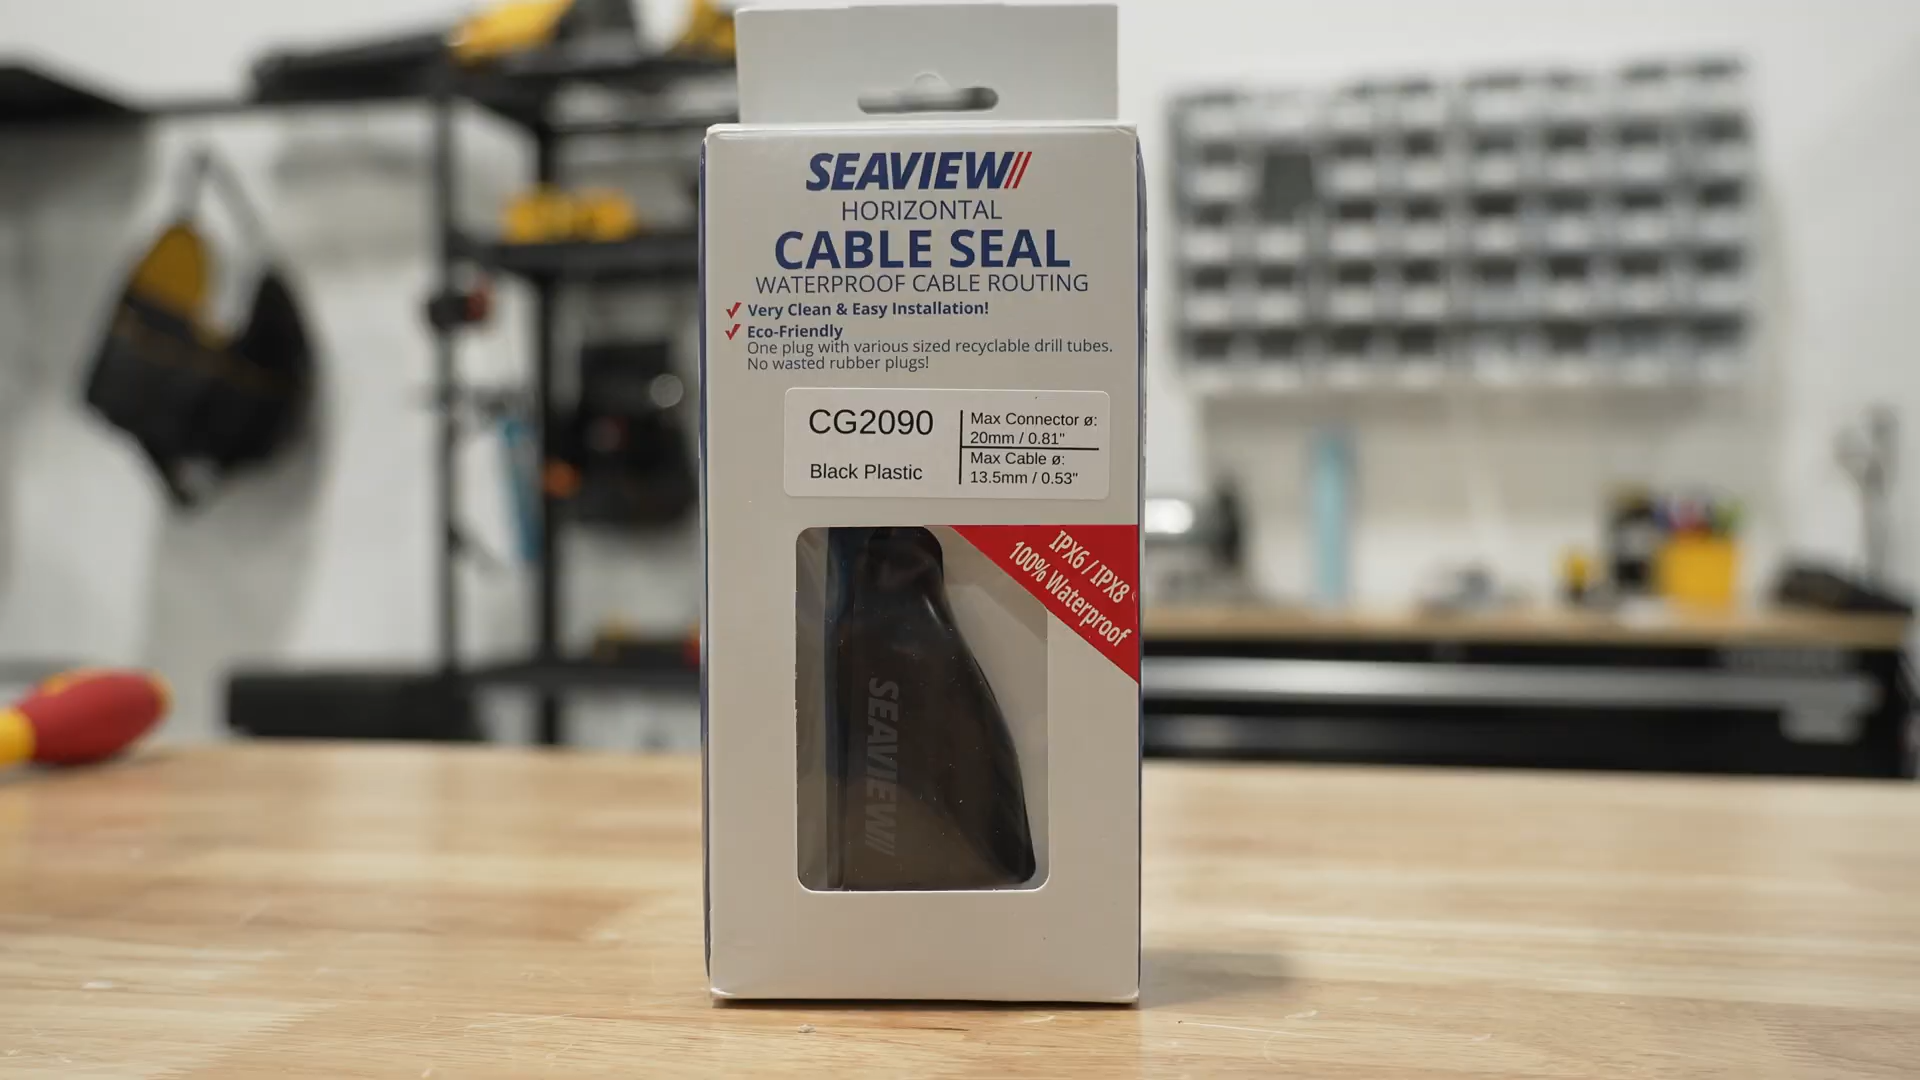 SEAVIEW
HORIZONTAL
CABLE SEAL
WATERPROOF CABLE ROUTING
Very Clean & Easy Installation!
Eco-Friendly
One plug with various sized recyclable drill tubes.
No wasted rubber plugs!
CG2090
Black Plastic
Max Connector ø:
20mm / 0.81"
Max Cable ø:
13.5mm / 0.53"
IPX6 / IPX8
100% Waterproof
SEAVIEW